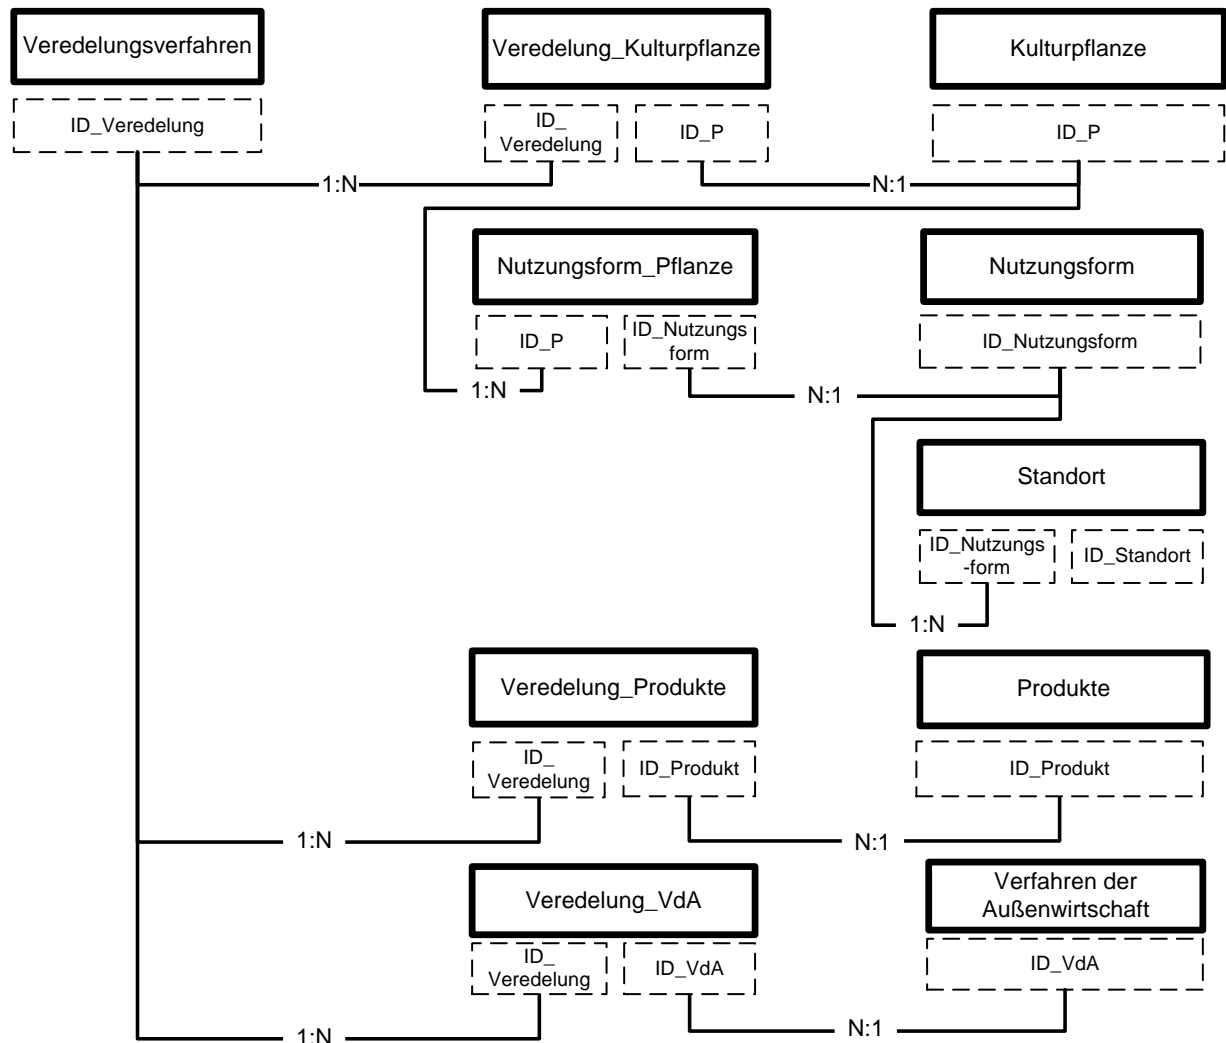 Veredelungsverfahren
Veredelung_Kulturpflanze
Kulturpflanze
ID_Veredelung
ID_
Veredelung
ID_P
ID_P
1:N
N:1
Nutzungsform_Pflanze
Nutzungsform
ID_P
ID_Nutzungs
form
ID_Nutzungsform
1:N
N:1
Standort
ID_Nutzungs
-form
ID_Standort
1:N
Veredelung_Produkte
Produkte
ID_
Veredelung
ID_Produkt
ID_Produkt
1:N
N:1
Veredelung_VdA
Verfahren der
Außenwirtschaft
ID_
Veredelung
ID_VdA
ID_VdA
1:N
N:1